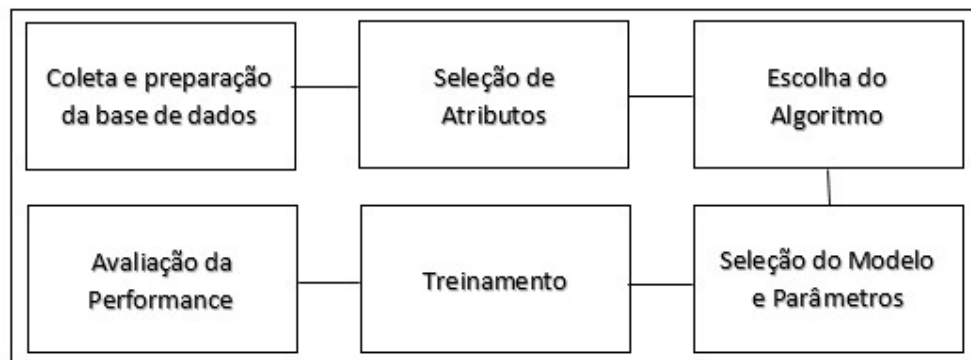 Coleta e preparação
da base de dados
Seleção de
Atributos
Escolha do
Algoritmo
Avaliação da
Performance
Treinamento
Seleção do Modelo
e Parâmetros